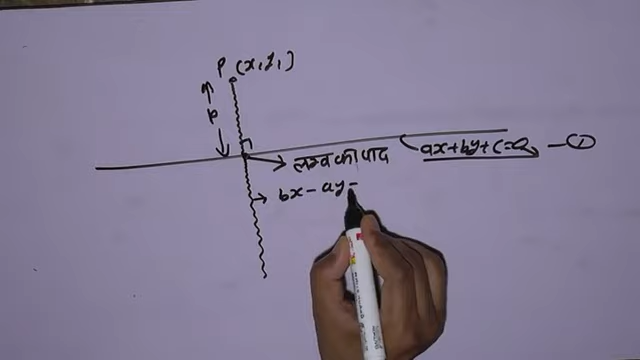 P (x₁, y₁)
p
ax+by+c=0 —①
लम्ब का पाद
bx - ay -